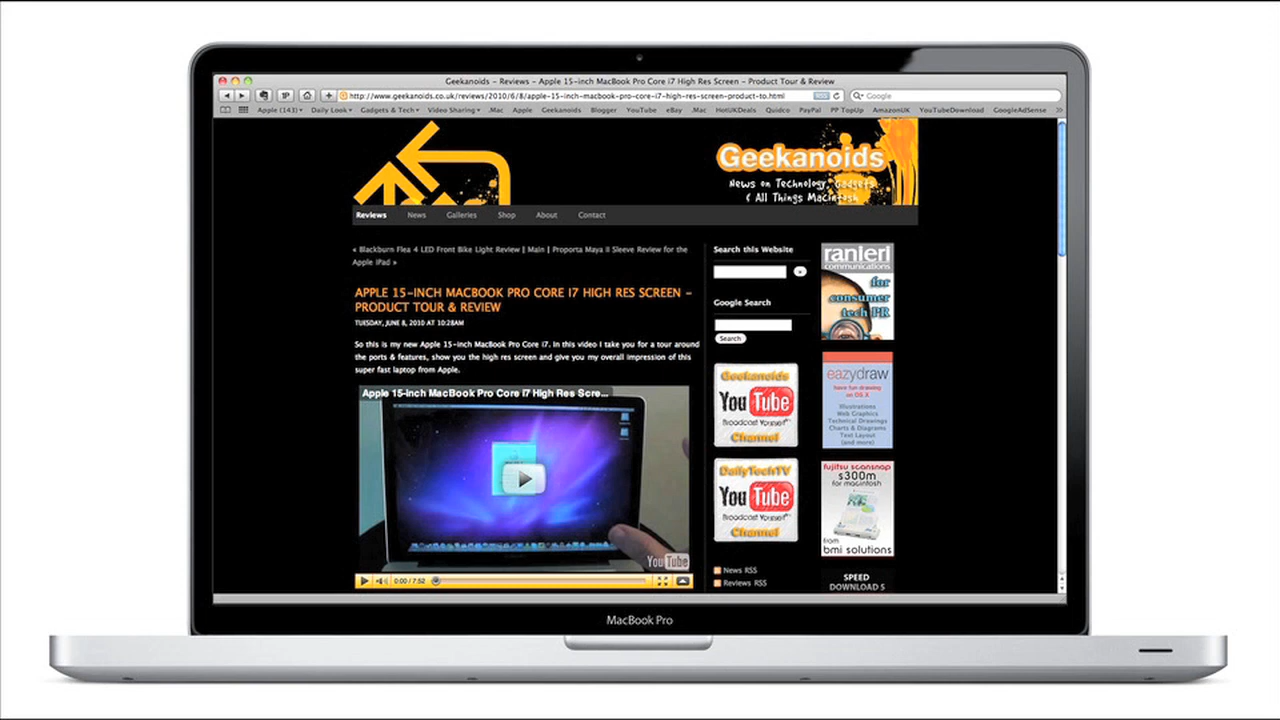 Geekanoids - Reviews - Apple 15-inch MacBook Pro Core i7 High Res Screen - Product Tour & Review
http://www.geekanoids.co.uk/reviews/2010/6/8/apple-15-inch-macbook-pro-core-i7-high-res-screen-product-to.html
Google
Apple (143) Daily Look Gadgets & Tech Video Sharing .Mac Apple Geekanoids Blogger YouTube eBay .Mac HotUKDeals Quidco PayPal PP TopUp AmazonUK YouTubeDownload GoogleAdSense
Geekanoids
News on Technology, Gadgets
& All Things Macintosh
Reviews News Galleries Shop About Contact
« Blackburn Flea 4 LED Front Bike Light Review | Main | Proporta Maya II Sleeve Review for the
Apple iPad »
APPLE 15-INCH MACBOOK PRO CORE I7 HIGH RES SCREEN -
PRODUCT TOUR & REVIEW
TUESDAY, JUNE 8, 2010 AT 10:28AM
So this is my new Apple 15-inch MacBook Pro Core i7. In this video I take you for a tour around
the ports & features, show you the high res screen and give you my overall impression of this
super fast laptop from Apple.
Apple 15-inch MacBook Pro Core i7 High Res Scre...
YouTube
0:00 / 7:52
Search this Website
Google Search
Search
Geekanoids
YouTube
Broadcast Yourself
Channel
DailyTechTV
YouTube
Broadcast Yourself
Channel
News RSS
Reviews RSS
ranieri
communications
for
consumer
tech PR
eazydraw
have fun drawing
on OS X
Illustrations
Web Graphics
Technical Drawings
Charts & Diagrams
Text Layout
(and more)
fujitsu scansnap
s300m
for macintosh
from
bmi solutions
SPEED
DOWNLOAD 5
MacBook Pro